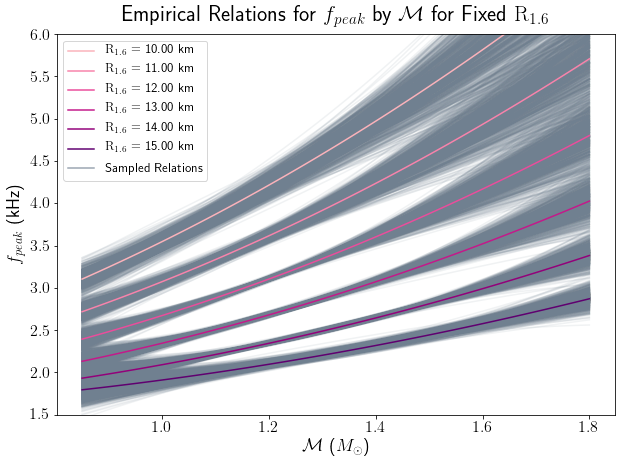 Empirical Relations for f_peak by ℳ for Fixed R_1.6
R_1.6 = 10.00 km
R_1.6 = 11.00 km
R_1.6 = 12.00 km
R_1.6 = 13.00 km
R_1.6 = 14.00 km
R_1.6 = 15.00 km
Sampled Relations
f_peak (kHz)
6.0
5.5
5.0
4.5
4.0
3.5
3.0
2.5
2.0
1.5
1.0 1.2 1.4 1.6 1.8
ℳ (M_⊙)